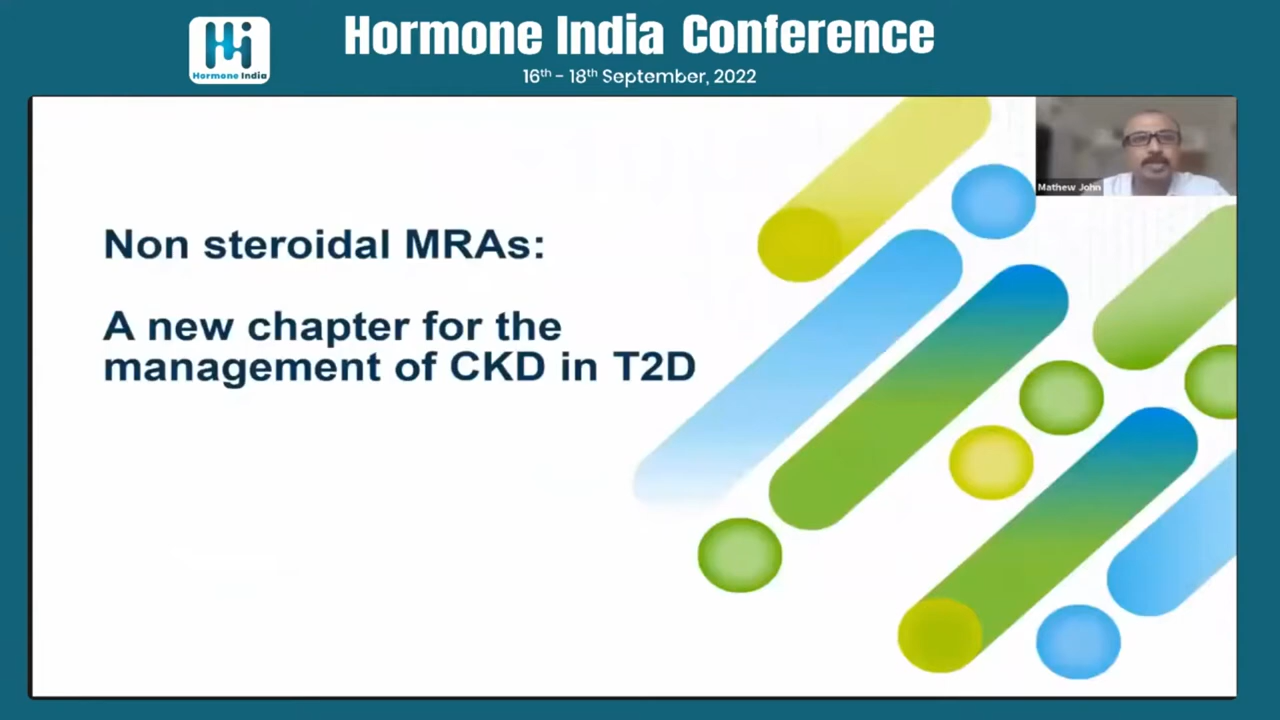 Hormone India
Hormone India Conference
16th - 18th September, 2022
Mathew John
Non steroidal MRAs:
A new chapter for the
management of CKD in T2D